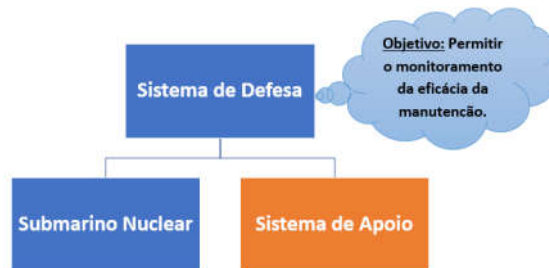 Objetivo: Permitir
o monitoramento
da eficácia da
manutenção.
Sistema de Defesa
Submarino Nuclear
Sistema de Apoio